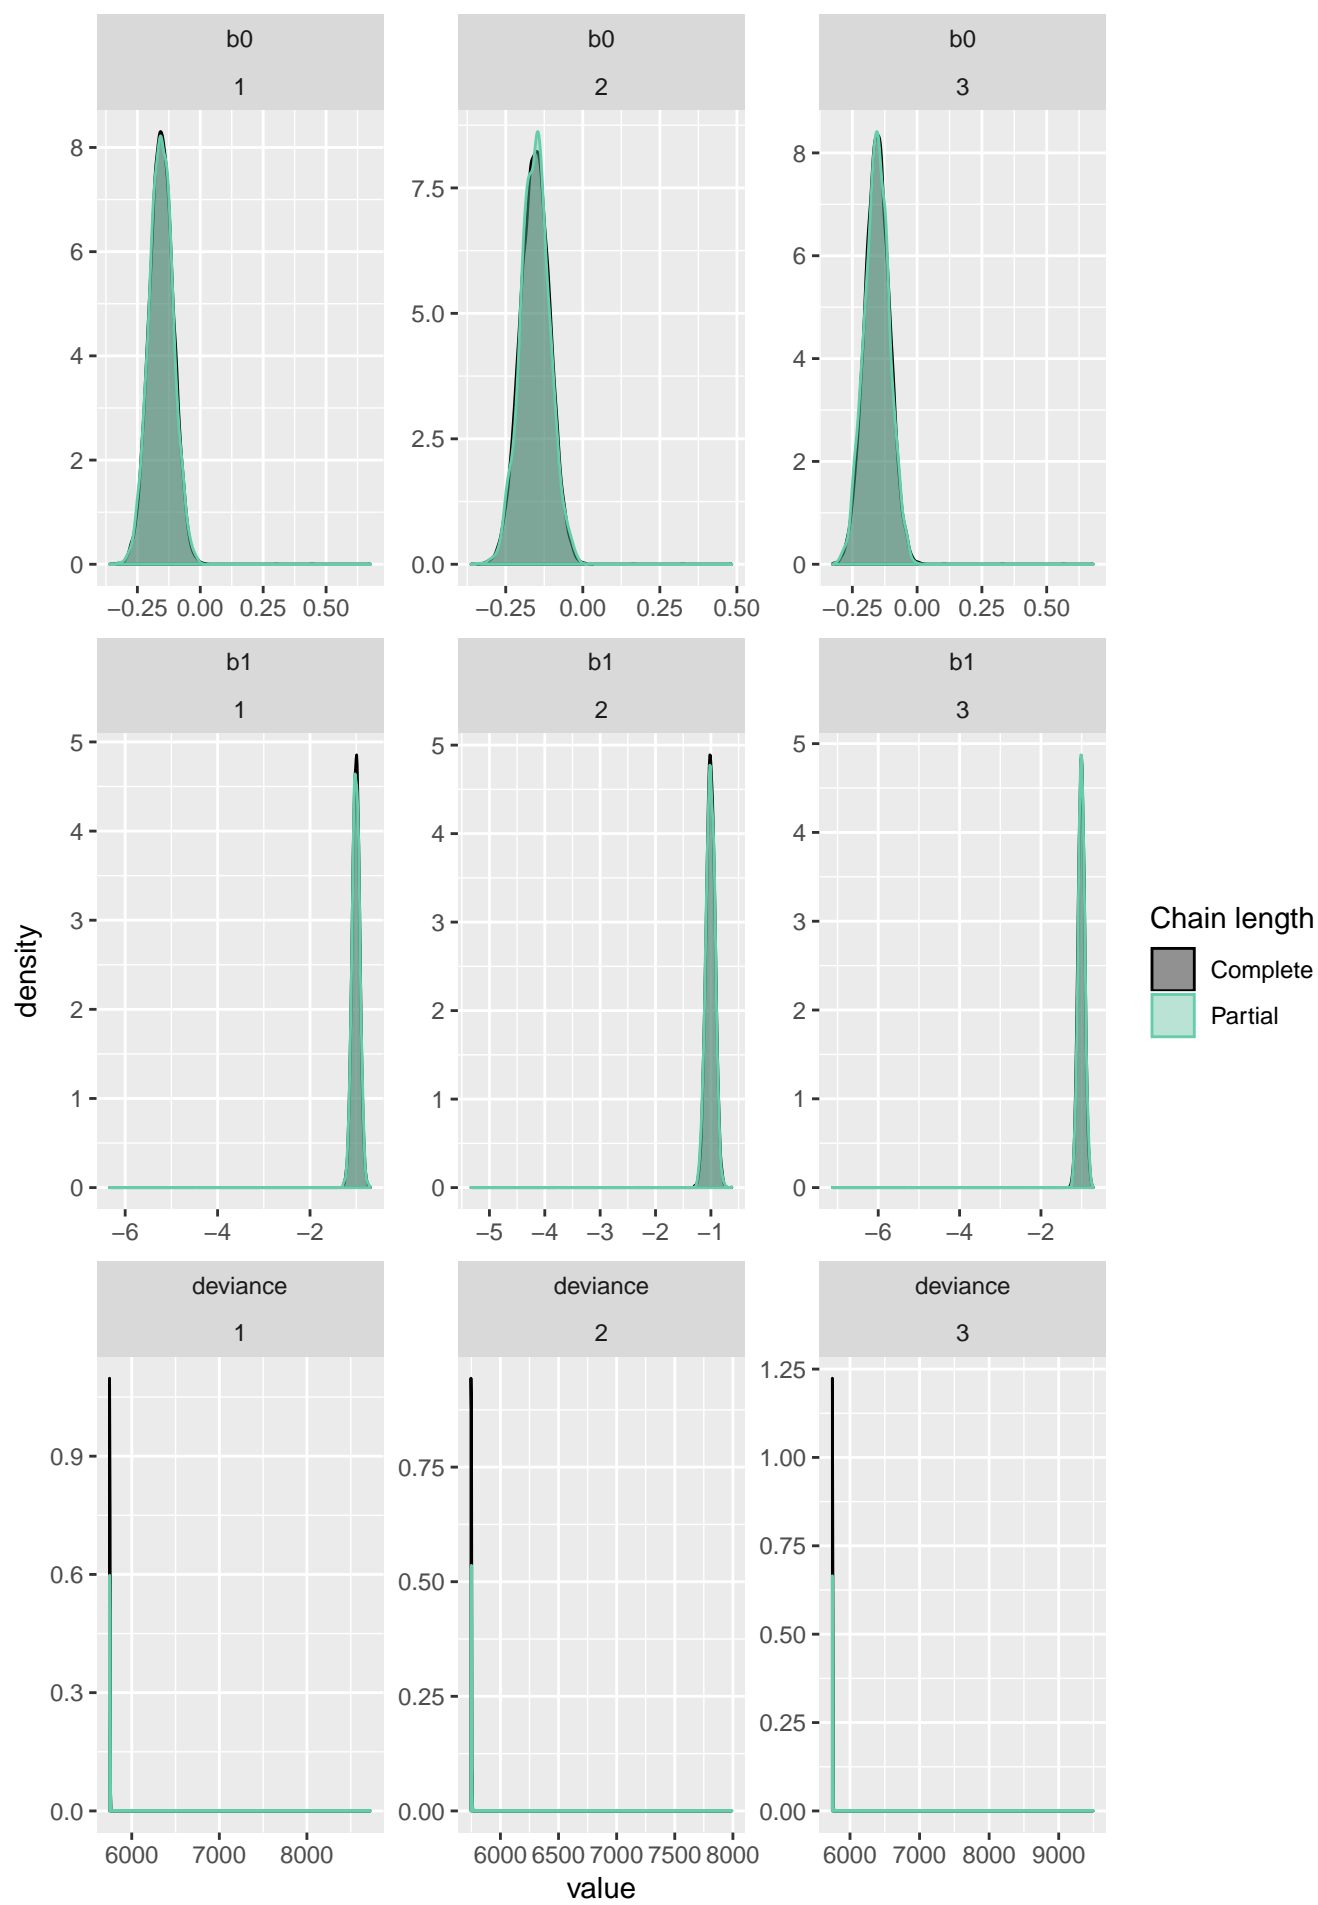 b0 b0 b0
1 2 3
8
6
4
2
0
7.5
5.0
2.5
0.0
8
6
4
2
0
−0.25 0.00 0.25 0.50
−0.25 0.00 0.25 0.50
−0.25 0.00 0.25 0.50
b1 b1 b1
1 2 3
5
4
3
2
1
0
5
4
3
2
1
0
5
4
3
2
1
0
−6 −4 −2
−5 −4 −3 −2 −1
−6 −4 −2
deviance deviance deviance
1 2 3
0.9
0.6
0.3
0.0
0.75
0.50
0.25
0.00
1.25
1.00
0.75
0.50
0.25
0.00
6000 7000 8000
6000 6500 7000 7500 8000
6000 7000 8000 9000
value
density
Chain length
Complete
Partial